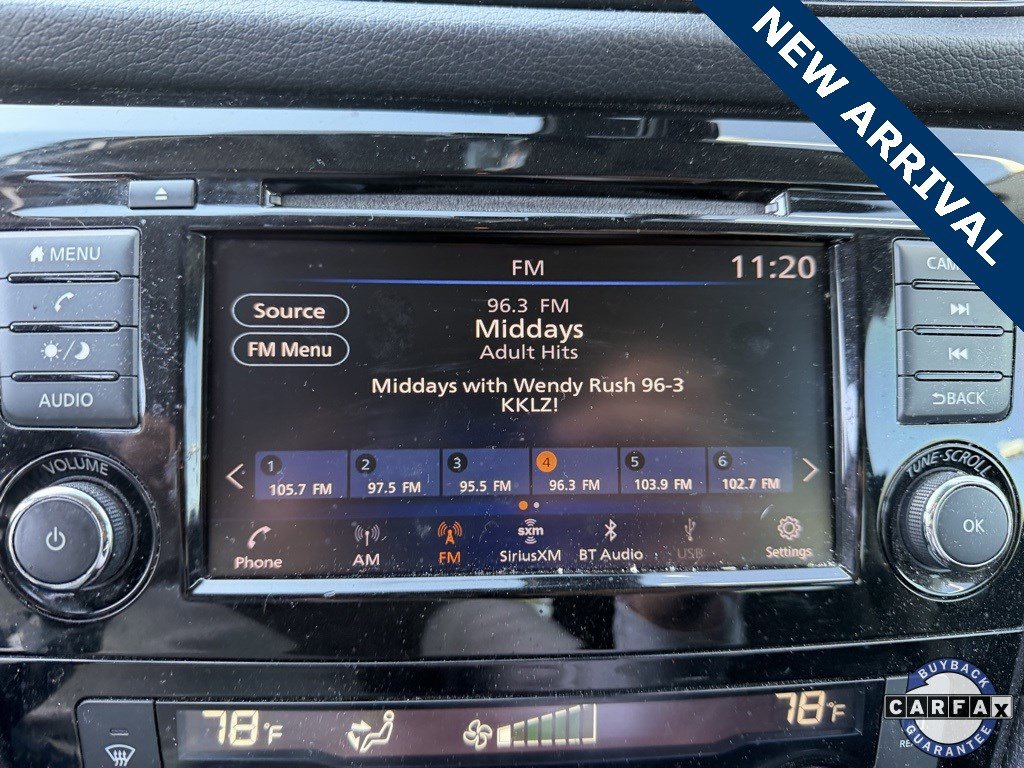 NEW ARRIVAL
MENU
AUDIO
VOLUME
FM
11:20
Source
FM Menu
96.3 FM
Middays
Adult Hits
Middays with Wendy Rush 96-3
KKLZ!
1
105.7 FM
2
97.5 FM
3
95.5 FM
4
96.3 FM
5
103.9 FM
6
102.7 FM
Phone
AM
FM
sxm
SiriusXM
BT Audio
USB
Settings
BACK
TUNE·SCROLL
OK
78°F
78°F
BUYBACK
CARFAX
GUARANTEE